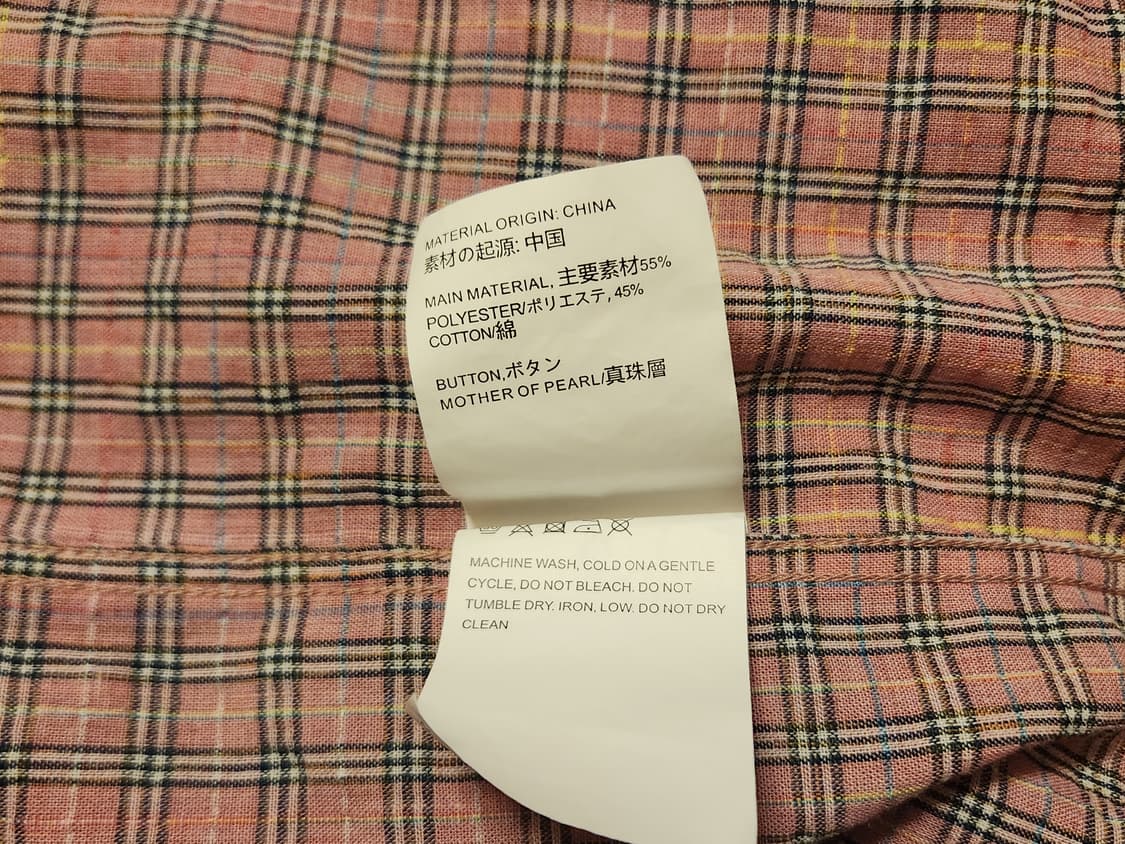 MATERIAL ORIGIN: CHINA
素材の起源: 中国
MAIN MATERIAL, 主要素材55%
POLYESTER/ポリエステ, 45%
COTTON/綿
BUTTON,ボタン
MOTHER OF PEARL/真珠層
MACHINE WASH, COLD ON A GENTLE
CYCLE, DO NOT BLEACH. DO NOT
TUMBLE DRY. IRON, LOW. DO NOT DRY
CLEAN